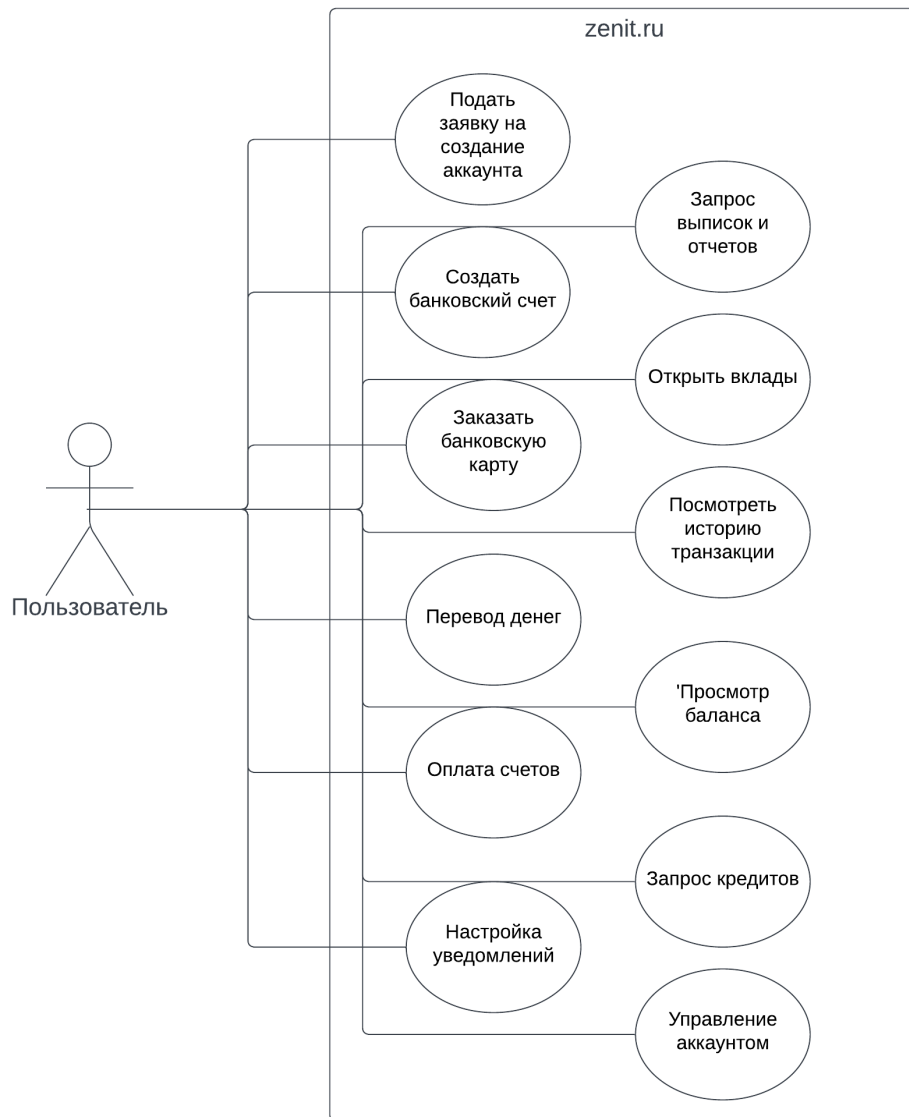 zenit.ru
Подать
заявку на
создание
аккаунта
Запрос
выписок и
отчетов
Создать
банковский счет
Открыть вклады
Заказать
банковскую
карту
Посмотреть
историю
транзакции
Пользователь
Перевод денег
'Просмотр
баланса
Оплата счетов
Запрос кредитов
Настройка
уведомлений
Управление
аккаунтом